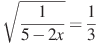 √(1/(5−2x)) = 1/3